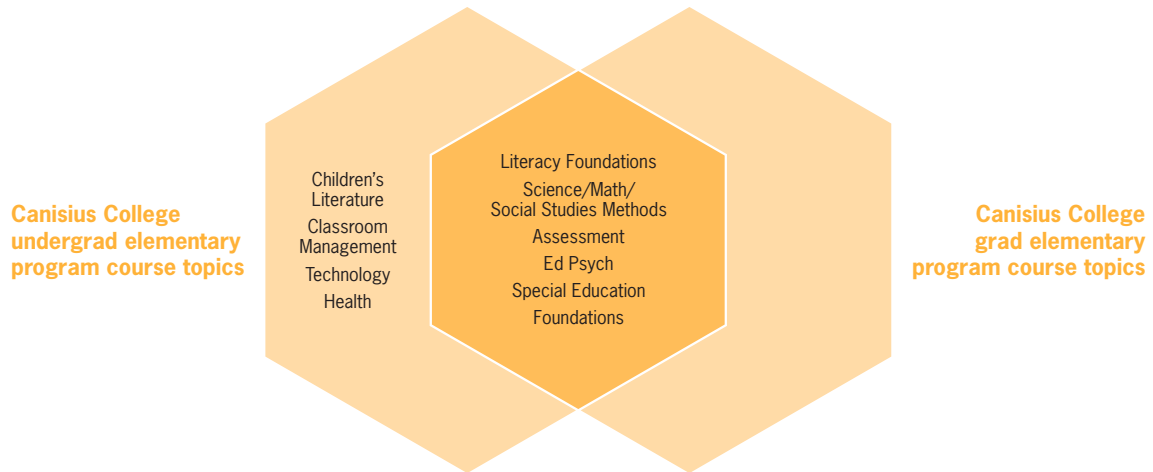 Canisius College
undergrad elementary
program course topics
Children's
Literature
Classroom
Management
Technology
Health
Literacy Foundations
Science/Math/
Social Studies Methods
Assessment
Ed Psych
Special Education
Foundations
Canisius College
grad elementary
program course topics